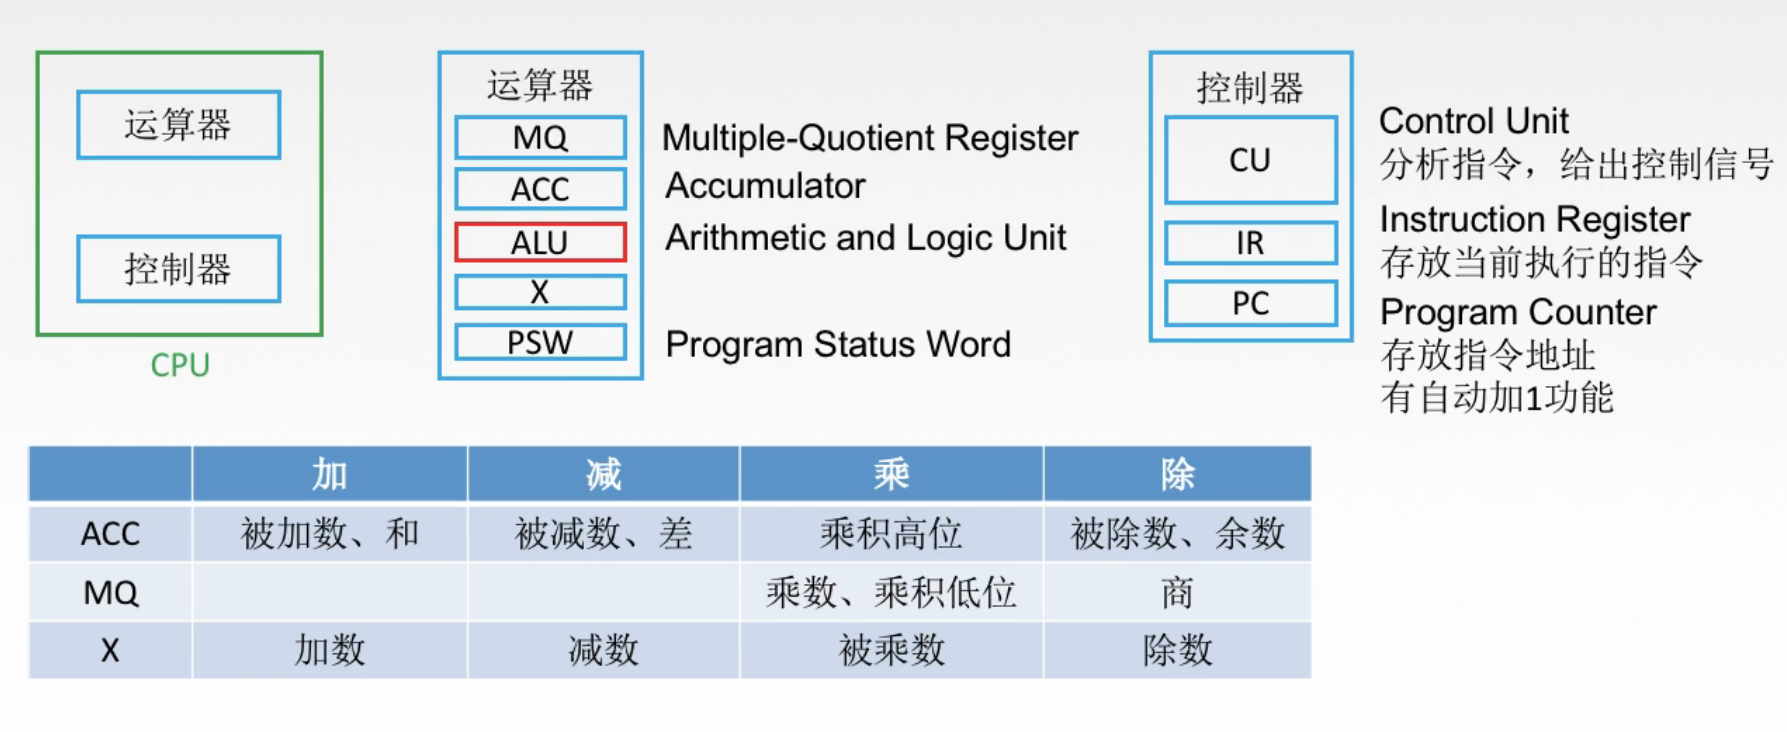 运算器
控制器
CPU
运算器
MQ
Multiple-Quotient Register
ACC
Accumulator
ALU
Arithmetic and Logic Unit
X
PSW
Program Status Word
控制器
CU
Control Unit
分析指令，给出控制信号
IR
Instruction Register
存放当前执行的指令
PC
Program Counter
存放指令地址
有自动加1功能
加 减 乘 除
ACC 被加数、和 被减数、差 乘积高位 被除数、余数
MQ 乘数、乘积低位 商
X 加数 减数 被乘数 除数